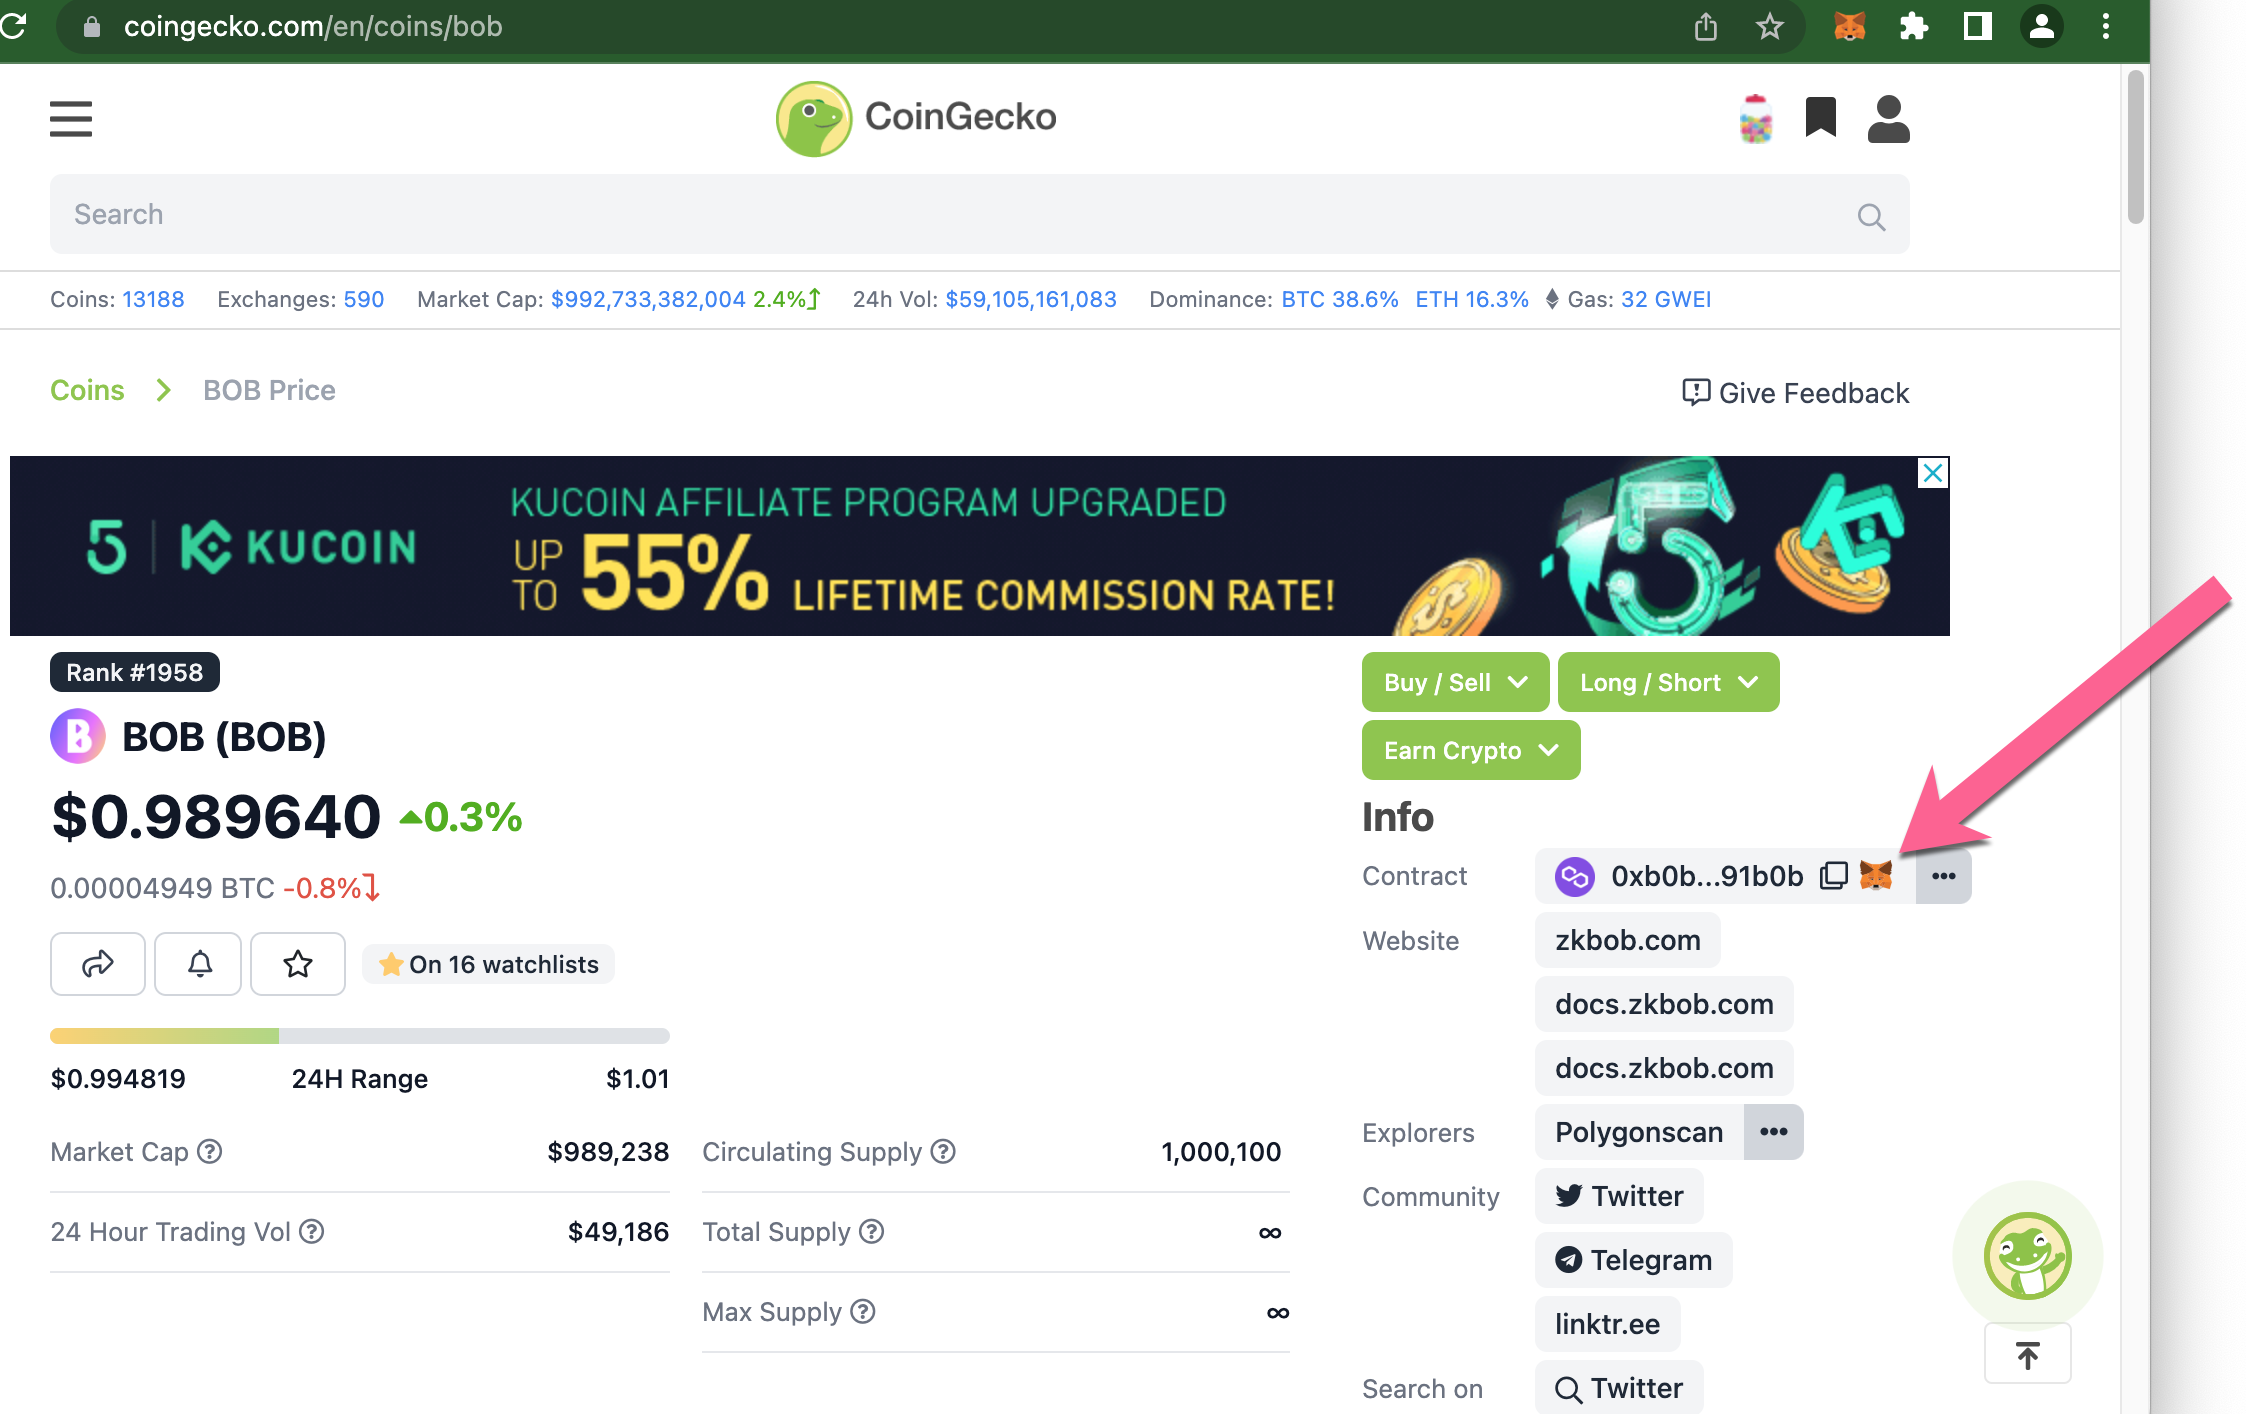 coingecko.com/en/coins/bob
CoinGecko
Search
Coins: 13188 Exchanges: 590 Market Cap: $992,733,382,004 2.4% 24h Vol: $59,105,161,083 Dominance: BTC 38.6% ETH 16.3% Gas: 32 GWEI
Coins > BOB Price
Give Feedback
5 | KUCOIN
KUCOIN AFFILIATE PROGRAM UPGRADED
UP TO 55% LIFETIME COMMISSION RATE!
Rank #1958
BOB (BOB)
$0.989640 0.3%
0.00004949 BTC -0.8%
On 16 watchlists
$0.994819 24H Range $1.01
Market Cap $989,238
24 Hour Trading Vol $49,186
Circulating Supply 1,000,100
Total Supply ∞
Max Supply ∞
Buy / Sell Long / Short
Earn Crypto
Info
Contract 0xb0b...91b0b
Website zkbob.com
docs.zkbob.com
docs.zkbob.com
Explorers Polygonscan
Community Twitter
Telegram
linktr.ee
Search on Twitter